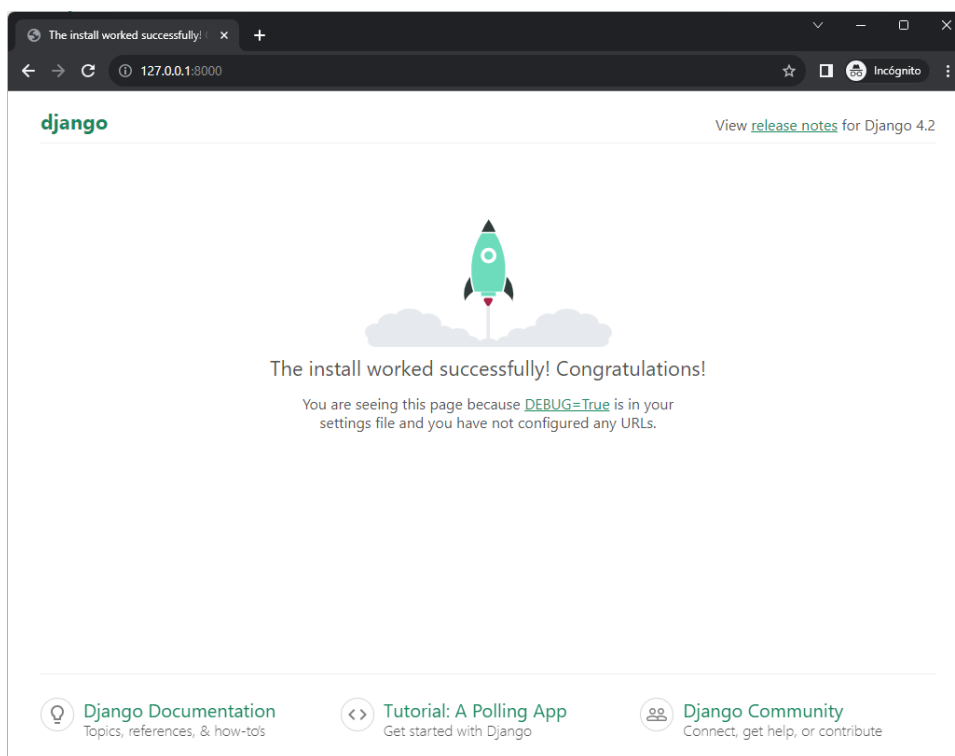 The install worked successfully!
127.0.0.1:8000
Incógnito
django
View release notes for Django 4.2
The install worked successfully! Congratulations!
You are seeing this page because DEBUG=True is in your
settings file and you have not configured any URLs.
Django Documentation
Topics, references, & how-to's
Tutorial: A Polling App
Get started with Django
Django Community
Connect, get help, or contribute